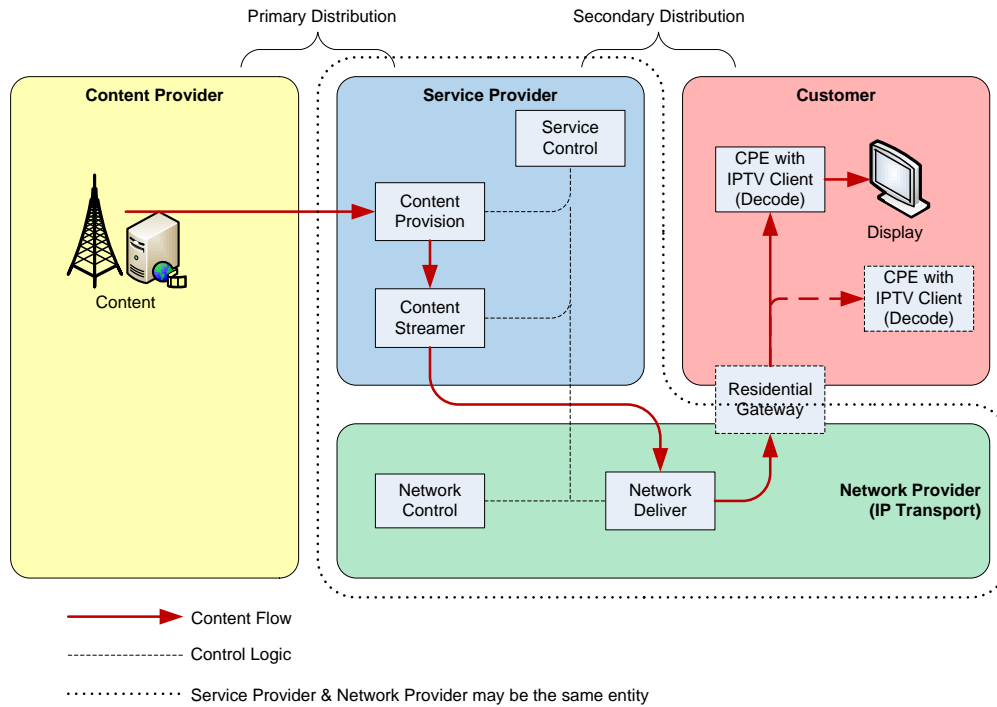 Primary Distribution
Secondary Distribution
Content Provider
Service Provider
Customer
Service
Control
CPE with
IPTV Client
(Decode)
Content
Provision
Display
CPE with
IPTV Client
(Decode)
Content
Content
Streamer
Residential
Gateway
Network
Control
Network
Deliver
Network Provider
(IP Transport)
Content Flow
Control Logic
Service Provider & Network Provider may be the same entity